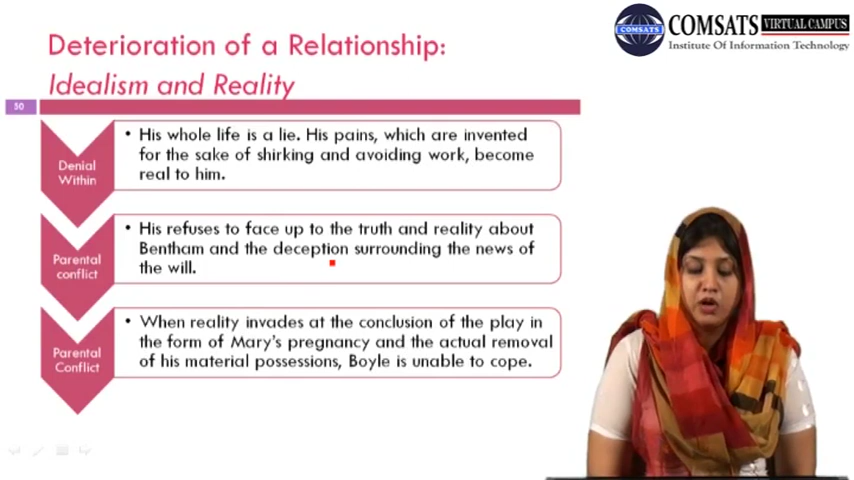 Deterioration of a Relationship:
Idealism and Reality
COMSATS VIRTUAL CAMPUS
Institute Of Information Technology
COMSATS
30
Denial
Within
• His whole life is a lie. His pains, which are invented
for the sake of shirking and avoiding work, become
real to him.
Parental
conflict
• His refuses to face up to the truth and reality about
Bentham and the deception surrounding the news of
the will.
Parental
Conflict
• When reality invades at the conclusion of the play in
the form of Mary's pregnancy and the actual removal
of his material possessions, Boyle is unable to cope.